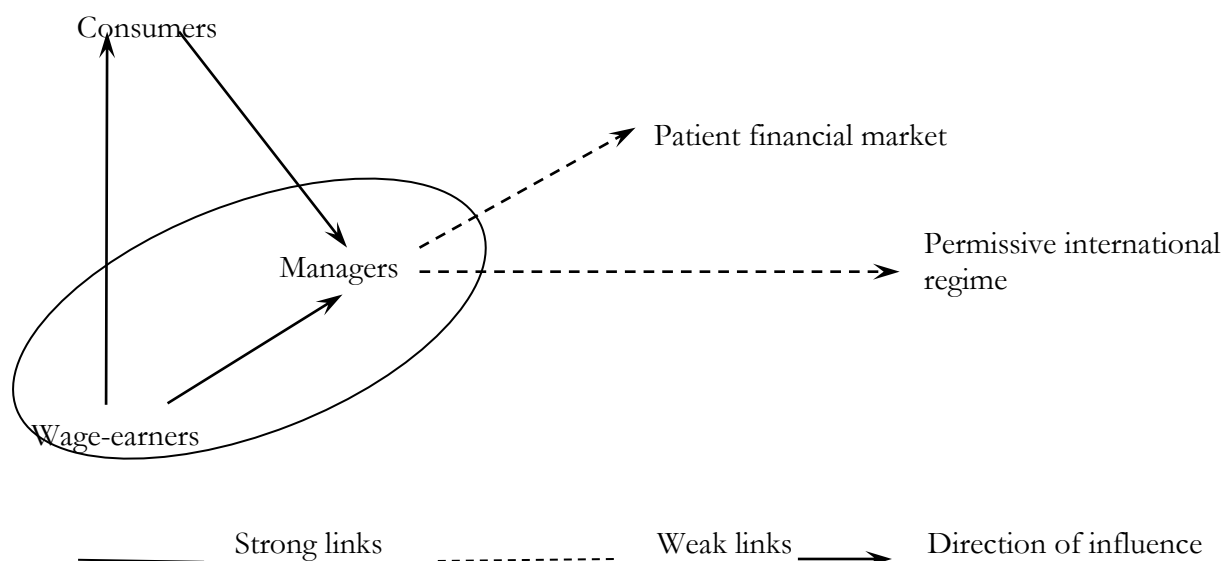 Consumers
Patient financial market
Permissive international
regime
Managers
Wage-earners
Strong links
Weak links
Direction of influence